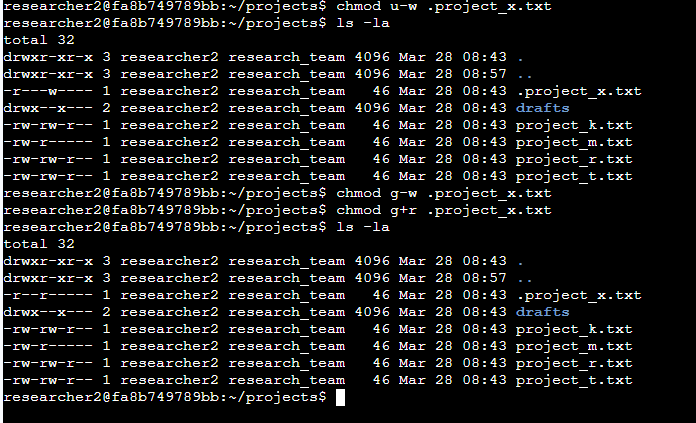 researcher2@fa8b749789bb:~/projects$ chmod u-w .project_x.txt
researcher2@fa8b749789bb:~/projects$ ls -la
total 32
drwxr-xr-x 3 researcher2 research_team 4096 Mar 28 08:43 .
drwxr-xr-x 3 researcher2 research_team 4096 Mar 28 08:57 ..
-r---w---- 1 researcher2 research_team   46 Mar 28 08:43 .project_x.txt
drwx--x--- 2 researcher2 research_team 4096 Mar 28 08:43 drafts
-rw-rw-r-- 1 researcher2 research_team   46 Mar 28 08:43 project_k.txt
-rw-r----- 1 researcher2 research_team   46 Mar 28 08:43 project_m.txt
-rw-rw-r-- 1 researcher2 research_team   46 Mar 28 08:43 project_r.txt
-rw-rw-r-- 1 researcher2 research_team   46 Mar 28 08:43 project_t.txt
researcher2@fa8b749789bb:~/projects$ chmod g-w .project_x.txt
researcher2@fa8b749789bb:~/projects$ chmod g+r .project_x.txt
researcher2@fa8b749789bb:~/projects$ ls -la
total 32
drwxr-xr-x 3 researcher2 research_team 4096 Mar 28 08:43 .
drwxr-xr-x 3 researcher2 research_team 4096 Mar 28 08:57 ..
-r--r----- 1 researcher2 research_team   46 Mar 28 08:43 .project_x.txt
drwx--x--- 2 researcher2 research_team 4096 Mar 28 08:43 drafts
-rw-rw-r-- 1 researcher2 research_team   46 Mar 28 08:43 project_k.txt
-rw-r----- 1 researcher2 research_team   46 Mar 28 08:43 project_m.txt
-rw-rw-r-- 1 researcher2 research_team   46 Mar 28 08:43 project_r.txt
-rw-rw-r-- 1 researcher2 research_team   46 Mar 28 08:43 project_t.txt
researcher2@fa8b749789bb:~/projects$